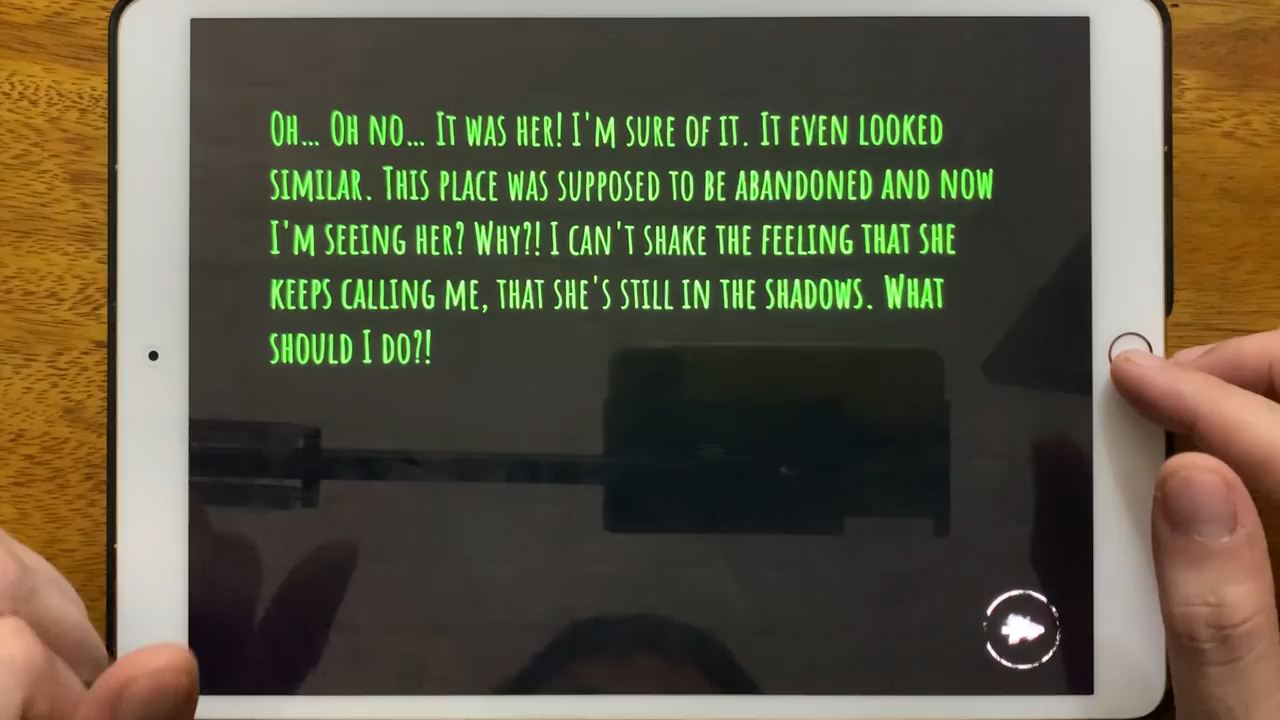 Oh... Oh no... It was her! I'm sure of it. It even looked
similar. This place was supposed to be abandoned and now
I'm seeing her? Why?! I can't shake the feeling that she
keeps calling me, that she's still in the shadows. What
should I do?!